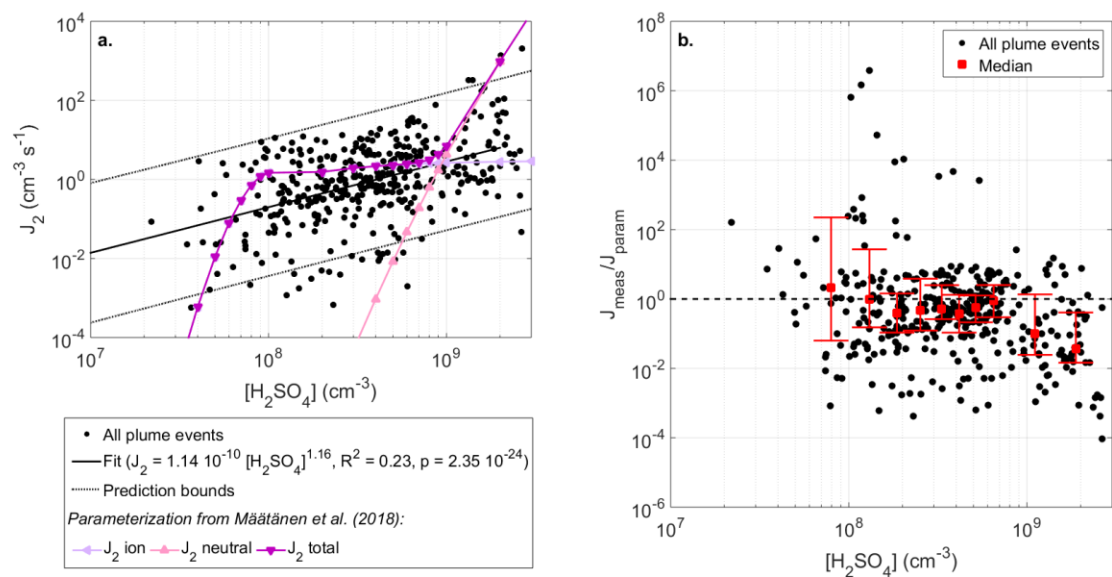 a.
10^4
10^2
10^0
10^-2
10^-4
J_2 (cm^-3 s^-1)
10^7
10^8
10^9
[H_2SO_4] (cm^-3)
All plume events
Fit (J_2 = 1.14 10^-10 [H_2SO_4]^1.16, R^2 = 0.23, p = 2.35 10^-24)
Prediction bounds
Parameterization from Määtänen et al. (2018):
J_2 ion J_2 neutral J_2 total
b.
All plume events
Median
10^8
10^6
10^4
10^2
10^0
10^-2
10^-4
10^-6
J_meas/J_param
10^7
10^8
10^9
[H_2SO_4] (cm^-3)